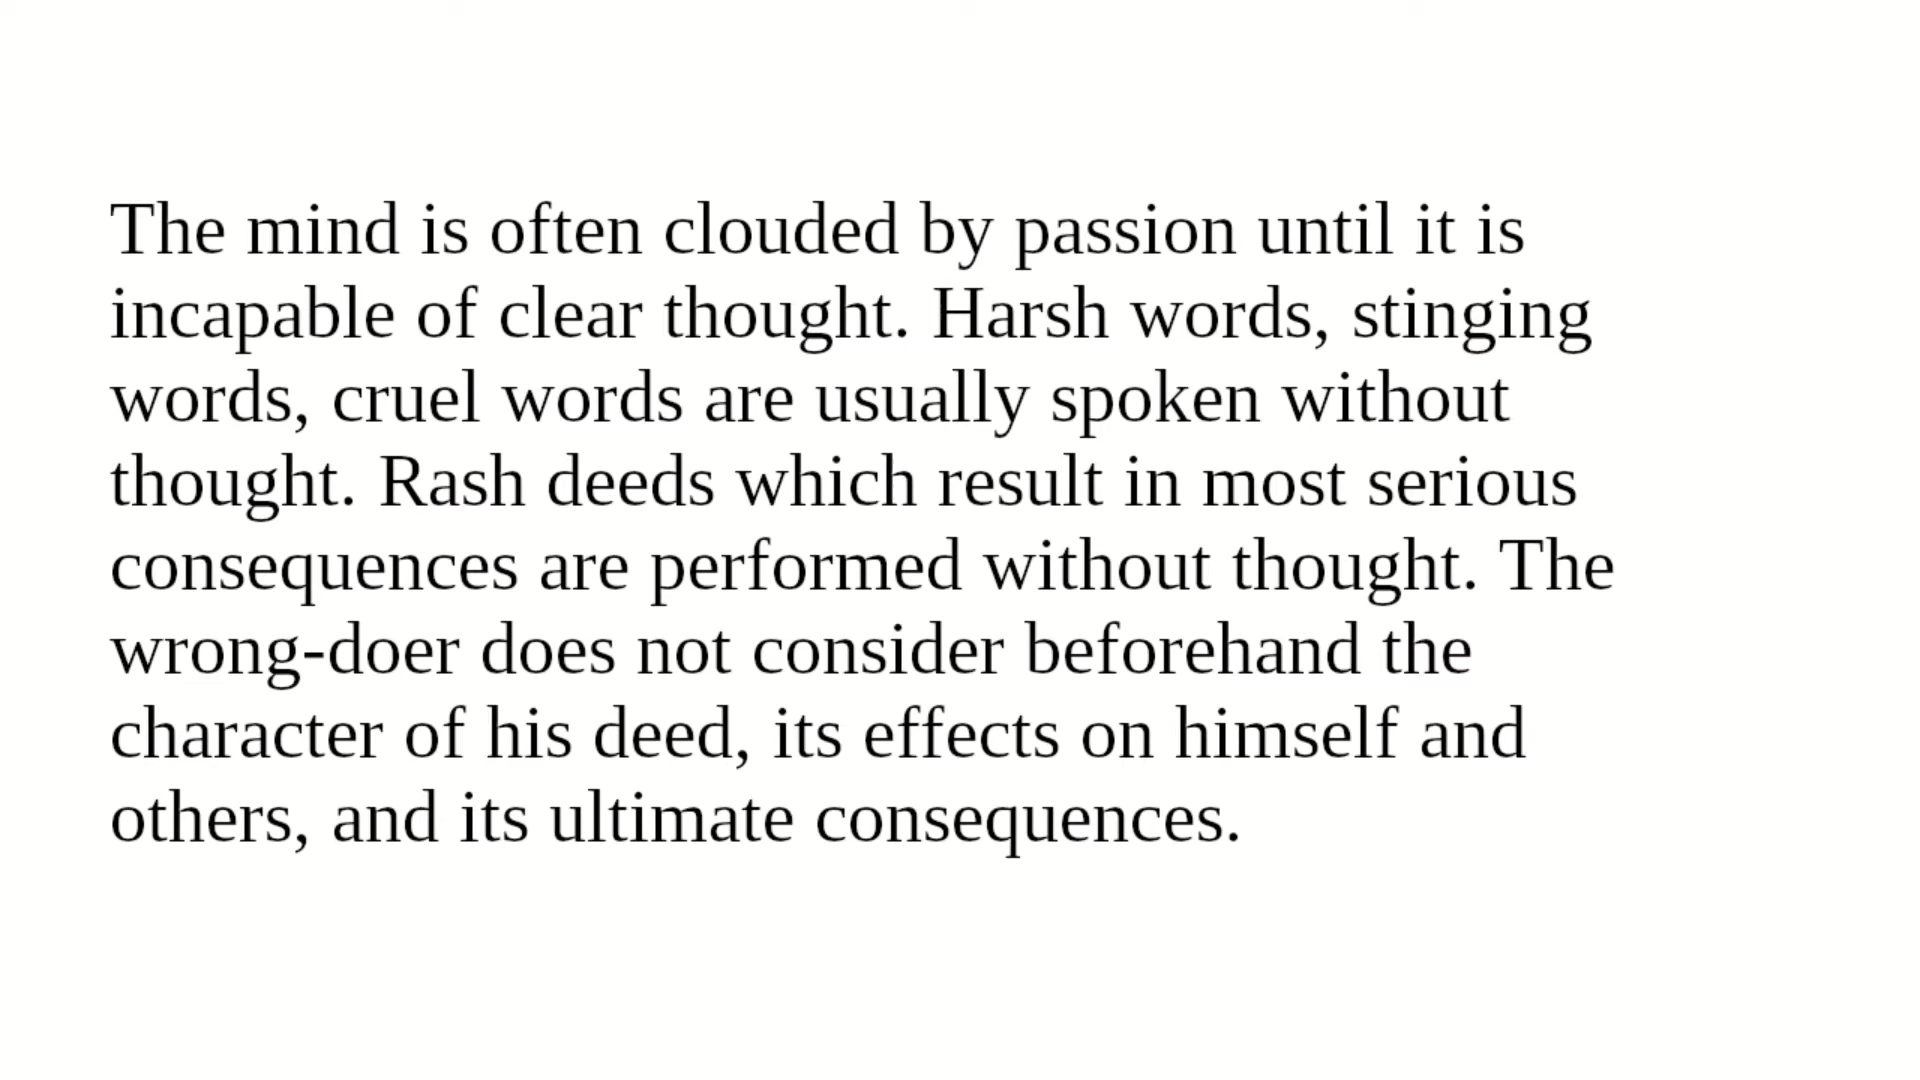 The mind is often clouded by passion until it is
incapable of clear thought. Harsh words, stinging
words, cruel words are usually spoken without
thought. Rash deeds which result in most serious
consequences are performed without thought. The
wrong-doer does not consider beforehand the
character of his deed, its effects on himself and
others, and its ultimate consequences.